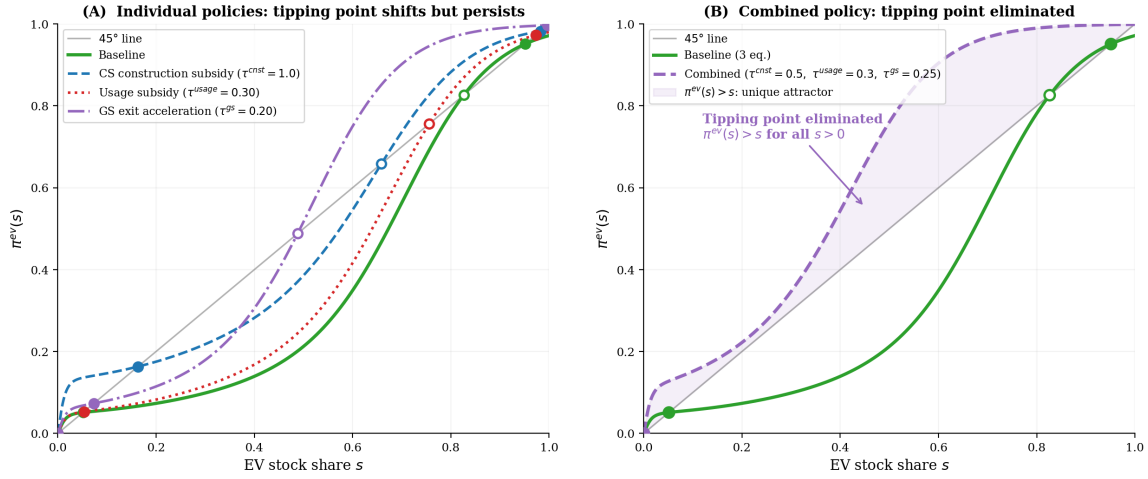 (A) Individual policies: tipping point shifts but persists
45° line
Baseline
CS construction subsidy (τ^cnst = 1.0)
Usage subsidy (τ^usage = 0.30)
GS exit acceleration (τ^gs = 0.20)
π^ev(s)
1.0
0.8
0.6
0.4
0.2
0.0
0.0 0.2 0.4 0.6 0.8 1.0
EV stock share s
(B) Combined policy: tipping point eliminated
45° line
Baseline (3 eq.)
Combined (τ^cnst = 0.5, τ^usage = 0.3, τ^gs = 0.25)
π^ev(s) > s: unique attractor
Tipping point eliminated
π^ev(s) > s for all s > 0
π^ev(s)
1.0
0.8
0.6
0.4
0.2
0.0
0.0 0.2 0.4 0.6 0.8 1.0
EV stock share s